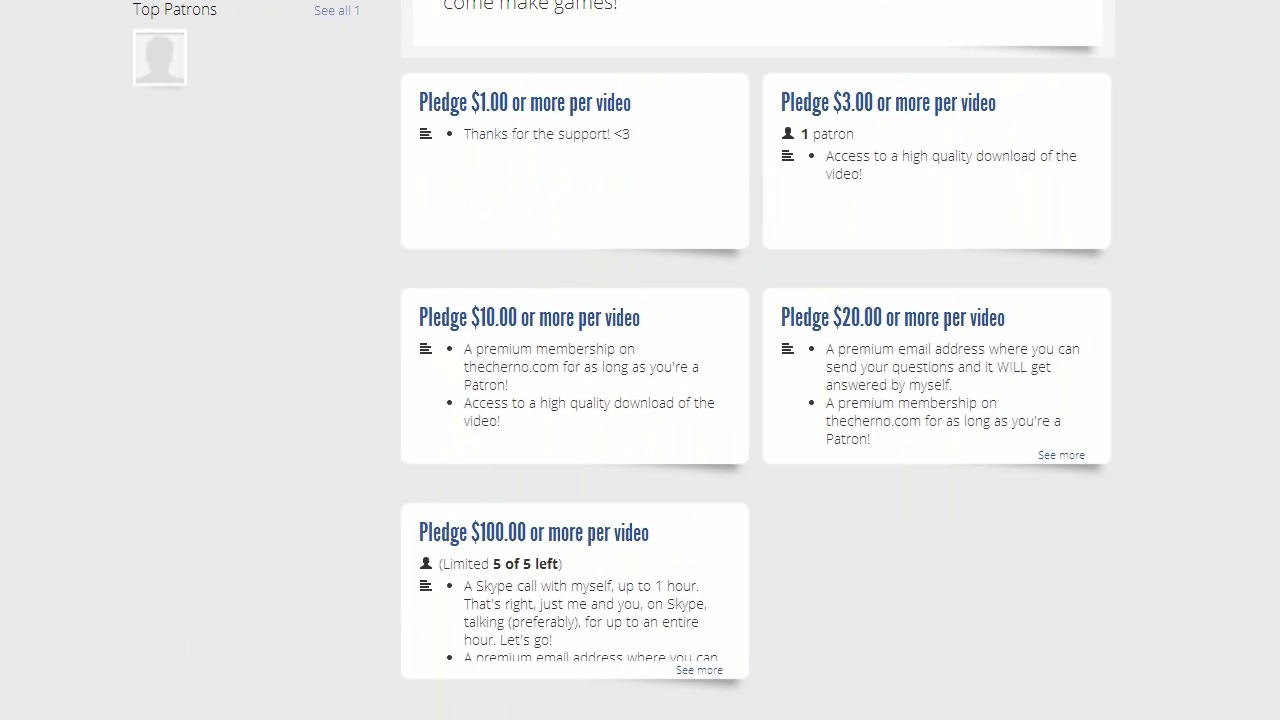 come make games!
Top Patrons
See all 1
Pledge $1.00 or more per video
• Thanks for the support! <3
Pledge $3.00 or more per video
1 patron
• Access to a high quality download of the
video!
Pledge $10.00 or more per video
• A premium membership on
thecherno.com for as long as you're a
Patron!
• Access to a high quality download of the
video!
Pledge $20.00 or more per video
• A premium email address where you can
send your questions and it WILL get
answered by myself.
• A premium membership on
thecherno.com for as long as you're a
Patron!
See more
Pledge $100.00 or more per video
(Limited 5 of 5 left)
• A Skype call with myself, up to 1 hour.
That's right, just me and you, on Skype,
talking (preferably), for up to an entire
hour. Let's go!
• A premium email address where you can
See more